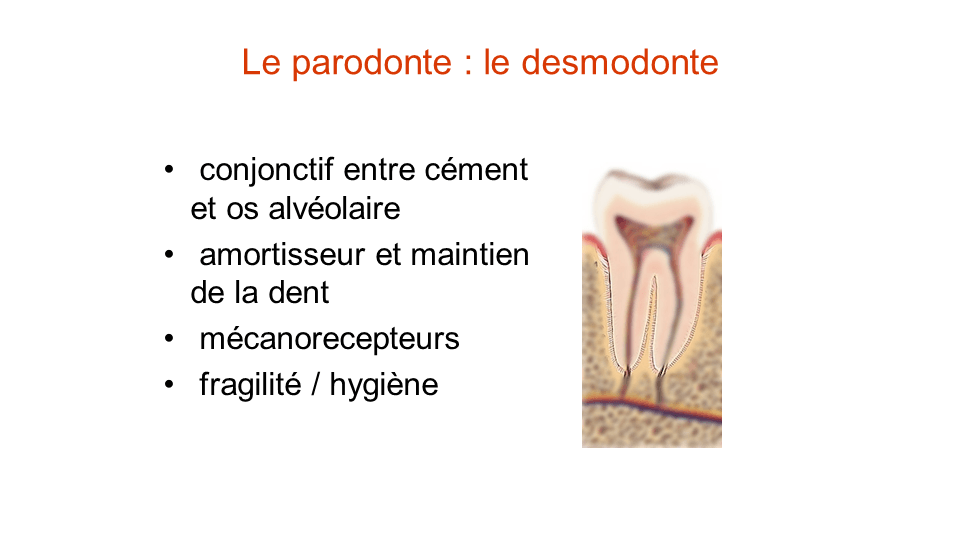 Le parodonte : le desmodonte
• conjonctif entre cément
et os alvéolaire
• amortisseur et maintien
de la dent
• mécanorecepteurs
• fragilité / hygiène